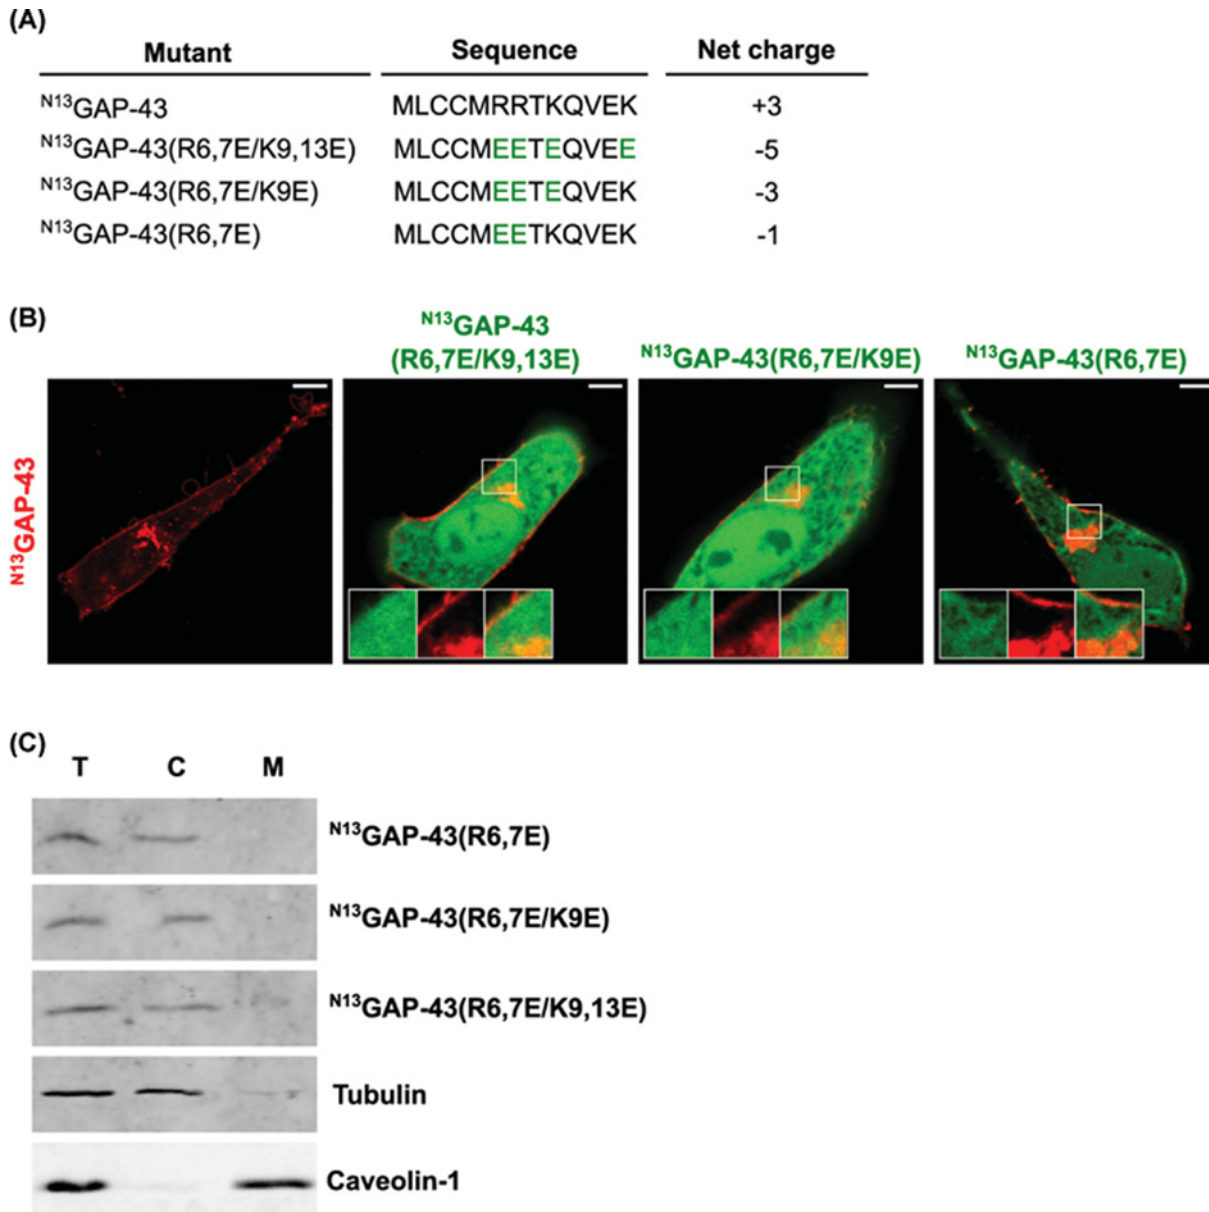 (A)
Mutant Sequence Net charge
N13GAP-43 MLCCMRRTKQVEK +3
N13GAP-43(R6,7E/K9,13E) MLCCMEETEQVEE -5
N13GAP-43(R6,7E/K9E) MLCCMEETEQVEK -3
N13GAP-43(R6,7E) MLCCMEETKQVEK -1
(B)
N13GAP-43
(R6,7E/K9,13E) N13GAP-43(R6,7E/K9E) N13GAP-43(R6,7E)
N13GAP-43
(C)
T C M
N13GAP-43(R6,7E)
N13GAP-43(R6,7E/K9E)
N13GAP-43(R6,7E/K9,13E)
Tubulin
Caveolin-1